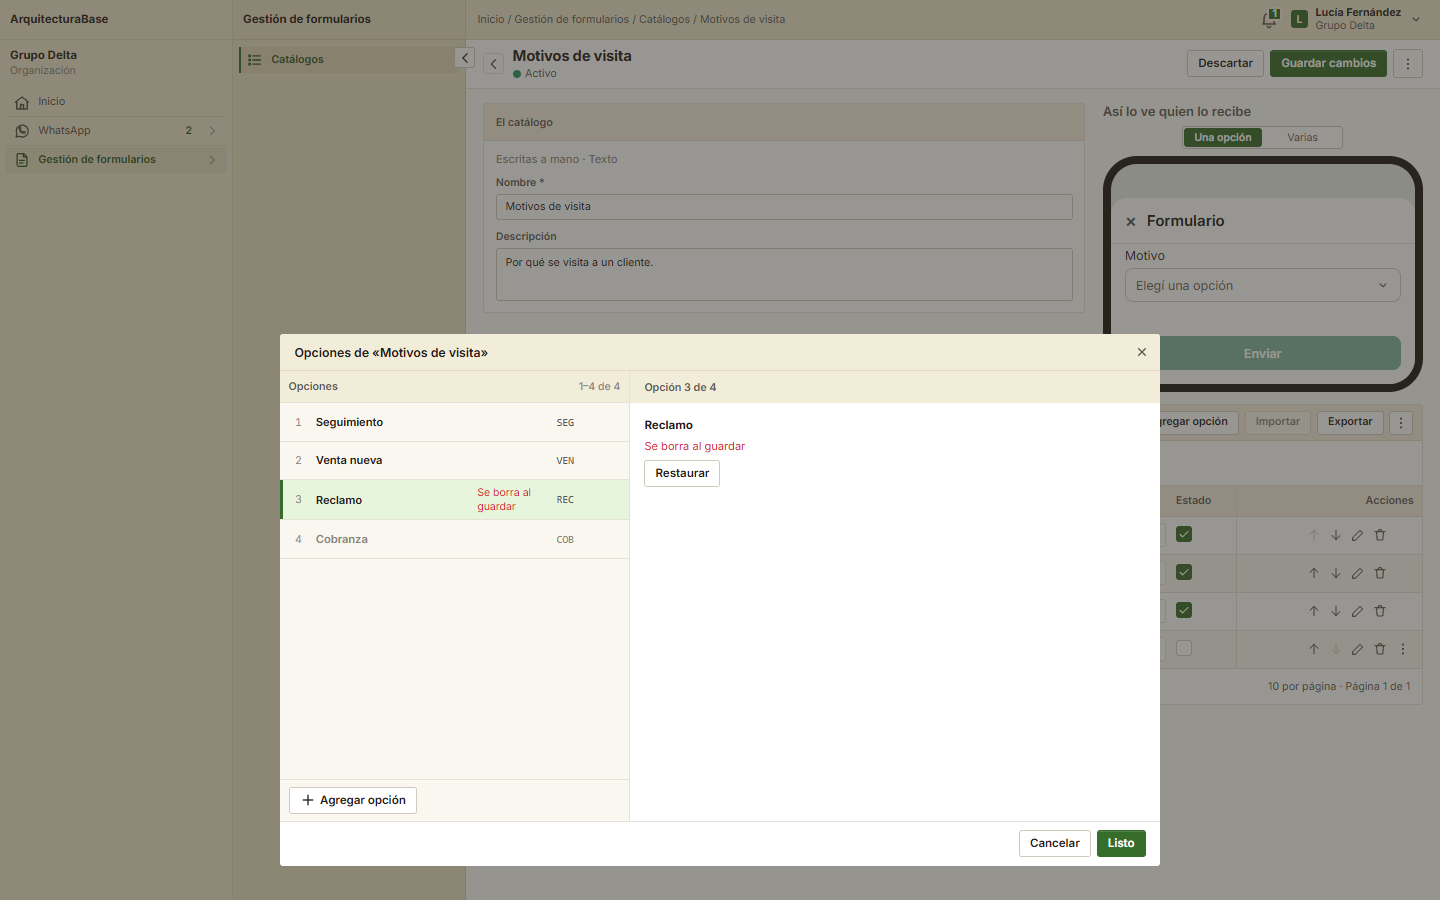 ArquitecturaBase
Gestión de formularios
Inicio / Gestión de formularios / Catálogos / Motivos de visita
1
L
Lucía Fernández
Grupo Delta
Grupo Delta
Organización
Inicio
WhatsApp 2
Gestión de formularios
Catálogos
Motivos de visita
Activo
Descartar
Guardar cambios
El catálogo
Escritas a mano · Texto
Nombre *
Motivos de visita
Descripción
Por qué se visita a un cliente.
Así lo ve quien lo recibe
Una opción
Varias
Formulario
Motivo
Elegí una opción
Enviar
Opciones de «Motivos de visita»
Opciones
1–4 de 4
Opción 3 de 4
1 Seguimiento SEG
2 Venta nueva VEN
3 Reclamo Se borra al guardar REC
4 Cobranza COB
Reclamo
Se borra al guardar
Restaurar
Agregar opción
Cancelar
Listo
gregar opción
Importar
Exportar
Estado
Acciones
10 por página · Página 1 de 1